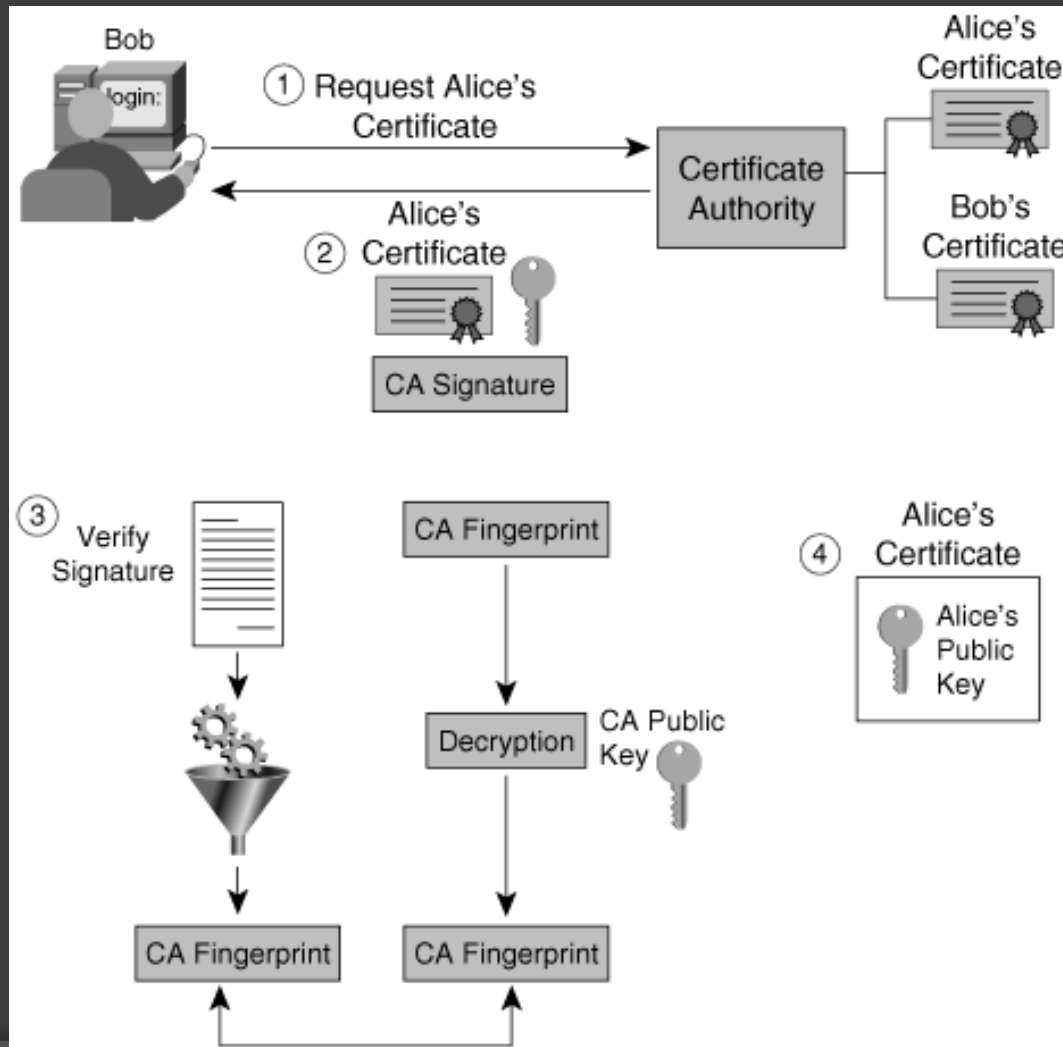 Bob
login:
1 Request Alice's
Certificate
Certificate
Authority
Alice's
Certificate
Bob's
Certificate
Alice's
2 Certificate
CA Signature
3 Verify
Signature
CA Fingerprint
Decryption
CA Public
Key
CA Fingerprint
CA Fingerprint
Alice's
4 Certificate
Alice's
Public
Key